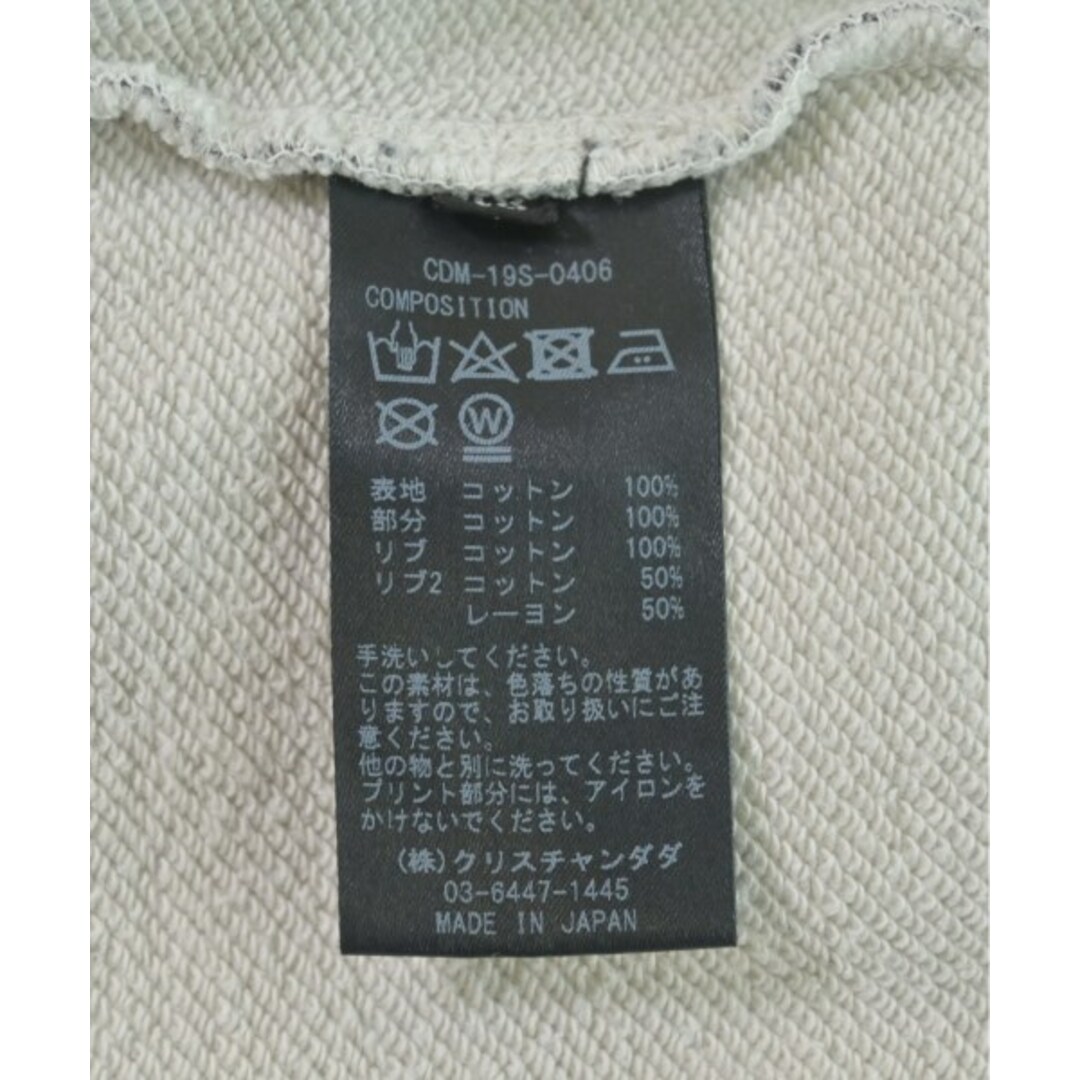 CDM-19S-0406
COMPOSITION
W
表地 コットン 100%
部分 コットン 100%
リブ コットン 100%
リブ2 コットン 50%
レーヨン 50%
手洗いしてください。
この素材は、色落ちの性質があ
りますので、お取り扱いにご注
意ください。
他の物と別に洗ってください。
プリント部分には、アイロンを
かけないでください。
(株)クリスチャンダダ
03-6447-1445
MADE IN JAPAN